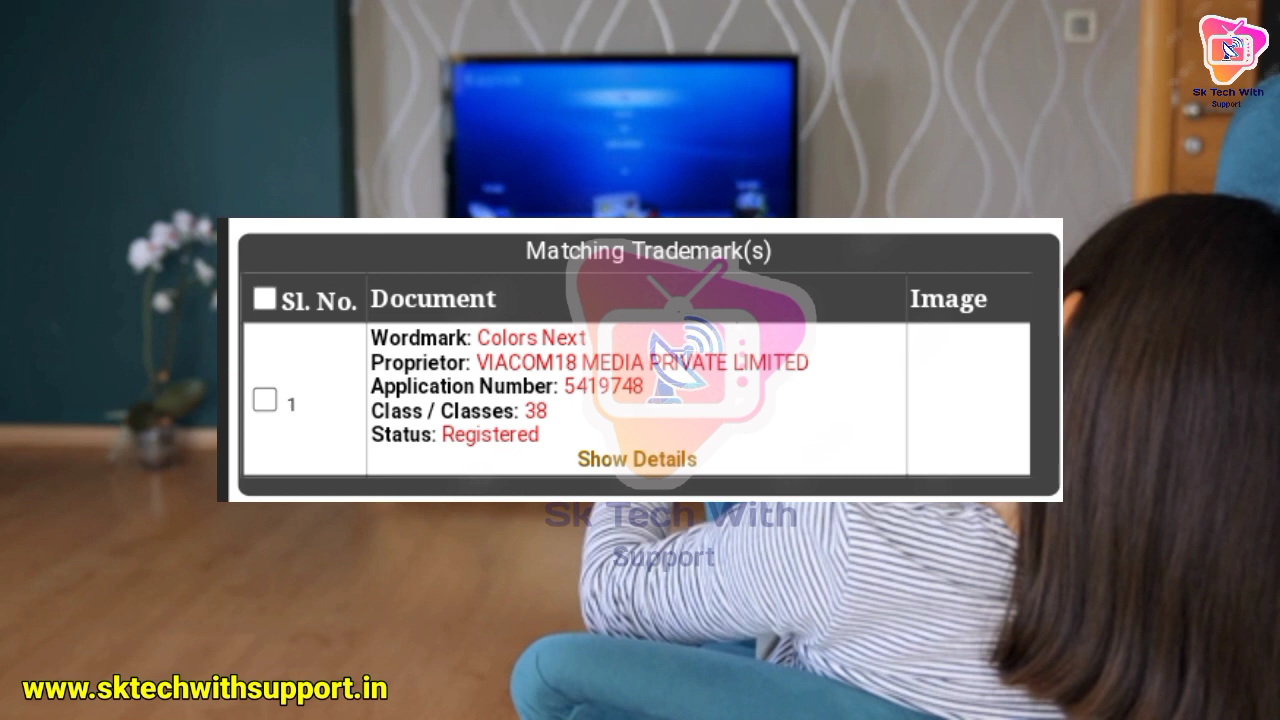 Sk Tech With
Support
Matching Trademark(s)
Sl. No. Document Image
Wordmark: Colors Next
Proprietor: VIACOM18 MEDIA PRIVATE LIMITED
Application Number: 5419748
1
Class / Classes: 38
Status: Registered
Show Details
Sk Tech With
Support
www.sktechwithsupport.in